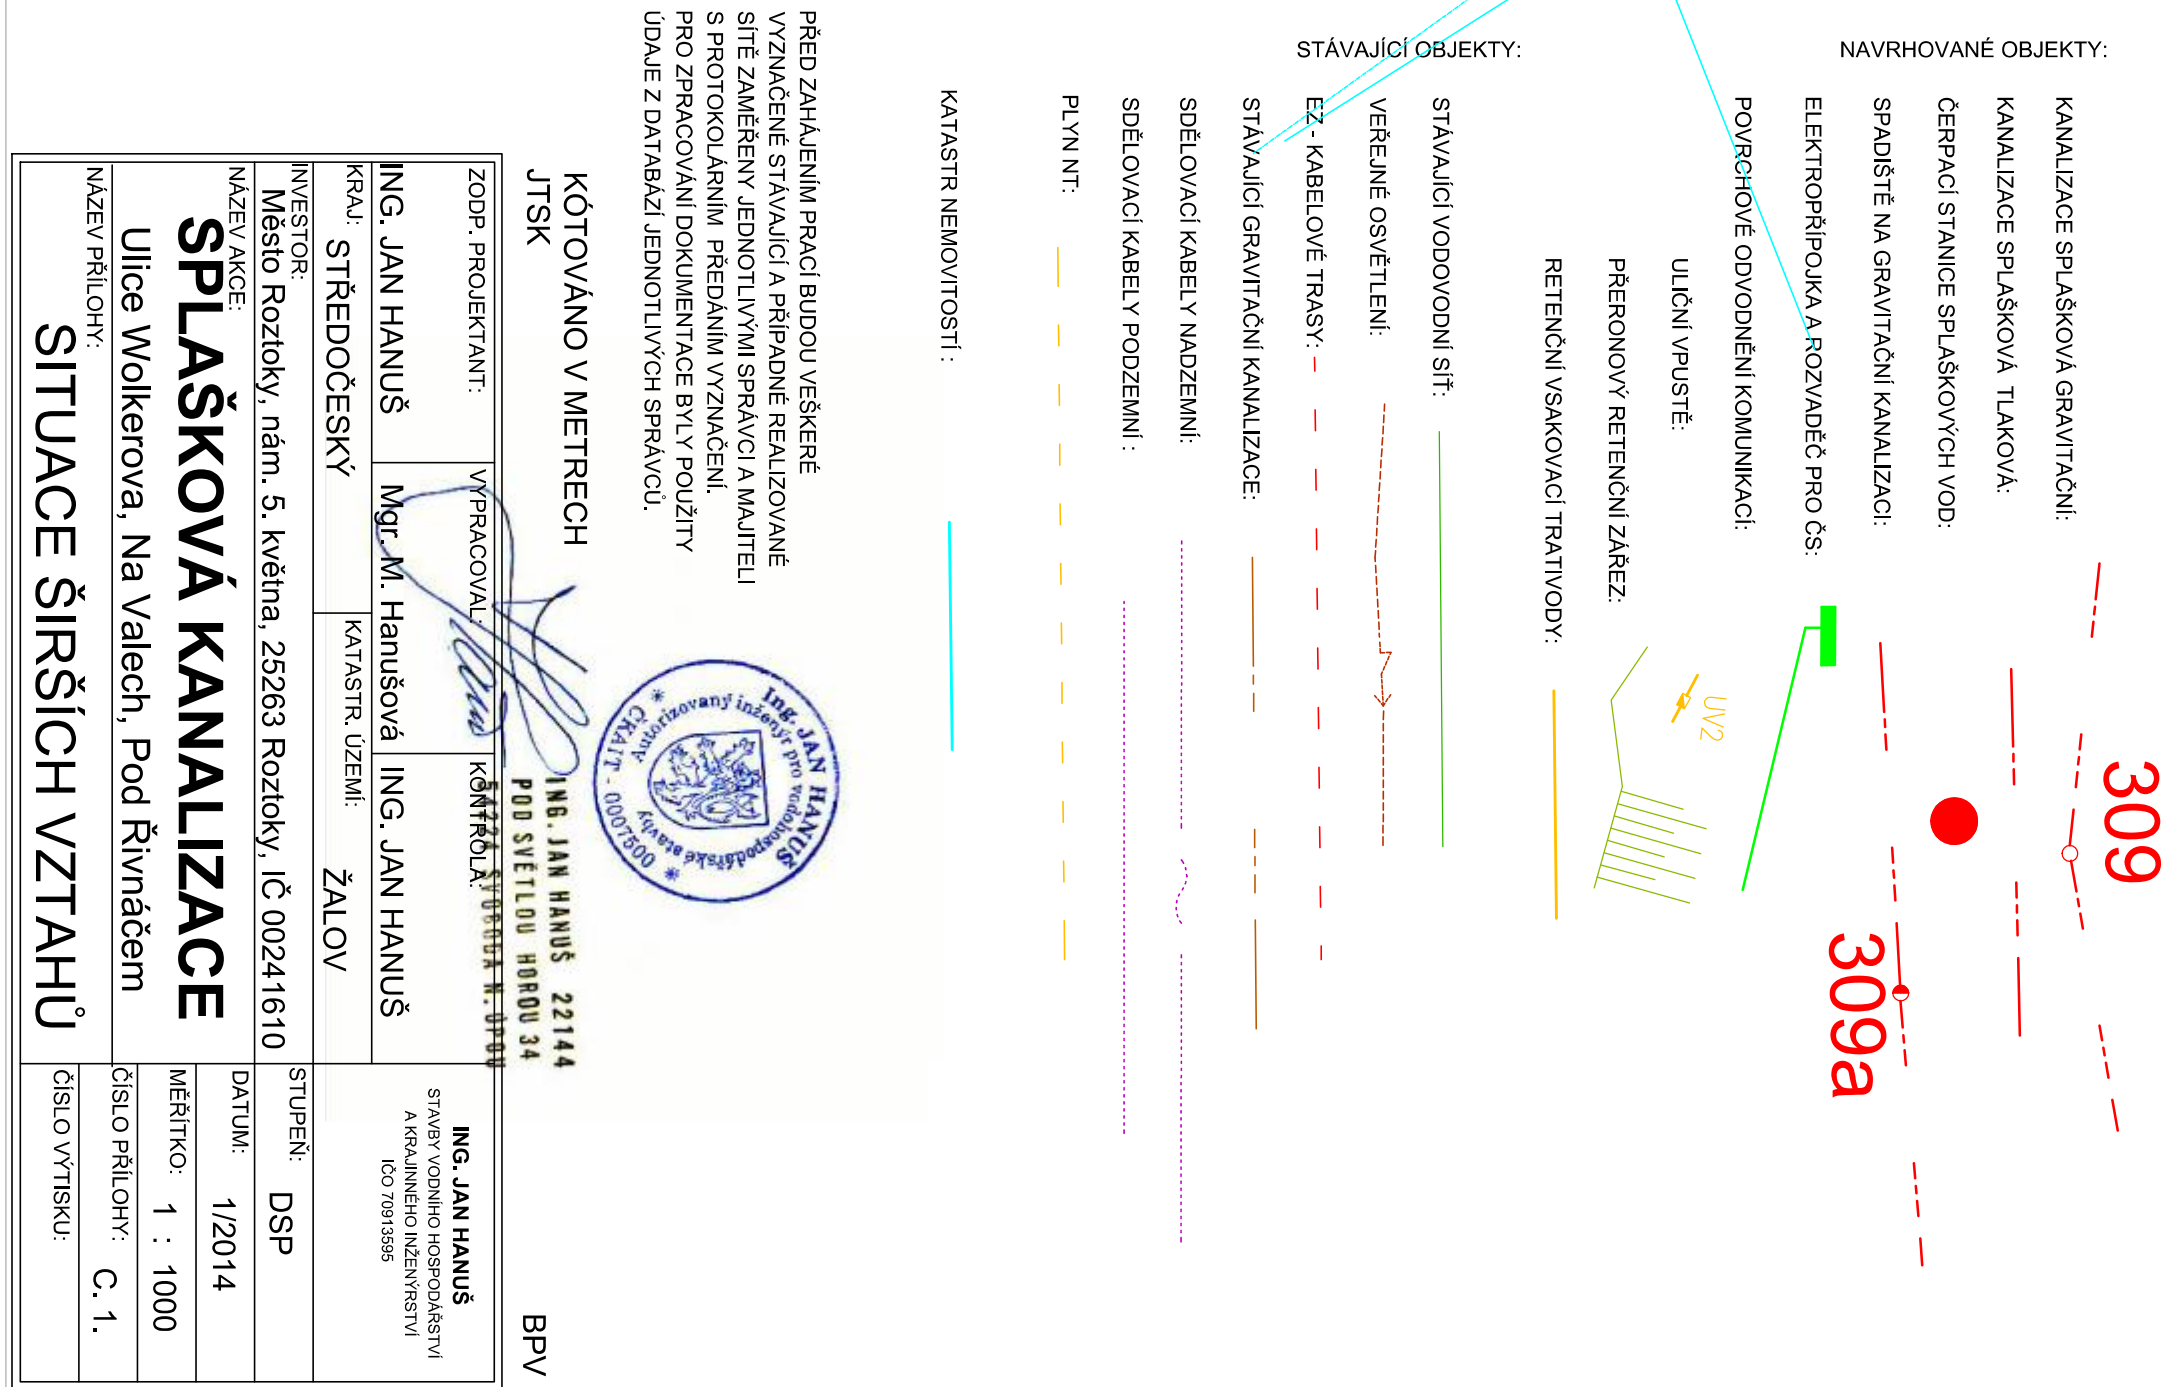 NAVRHOVANÉ OBJEKTY:
KANALIZACE SPLAŠKOVÁ GRAVITAČNÍ:
309
KANALIZACE SPLAŠKOVÁ  TLAKOVÁ:
ČERPACÍ STANICE SPLAŠKOVÝCH VOD:
SPADIŠTĚ NA GRAVITAČNÍ KANALIZACI:
309a
ELEKTROPŘÍPOJKA A ROZVADĚČ PRO ČS:
POVRCHOVÉ ODVODNĚNÍ KOMUNIKACÍ:
ULIČNÍ VPUSTĚ:
UV2
PŘERONOVÝ RETENČNÍ ZÁŘEZ:
RETENČNÍ VSAKOVACÍ TRATIVODY:
STÁVAJÍCÍ OBJEKTY:
STÁVAJÍCÍ VODOVODNÍ SÍŤ:
VEŘEJNÉ OSVĚTLENÍ:
EZ - KABELOVÉ TRASY:
STÁVAJÍCÍ GRAVITAČNÍ KANALIZACE:
SDĚLOVACÍ KABELY NADZEMNÍ:
SDĚLOVACÍ KABELY PODZEMNÍ :
PLYN NT:
KATASTR NEMOVITOSTÍ :
PŘED ZAHÁJENÍM PRACÍ BUDOU VEŠKERÉ
VYZNAČENÉ STÁVAJÍCÍ A PŘÍPADNÉ REALIZOVANÉ
SÍTĚ ZAMĚŘENY JEDNOTLIVÝMI SPRÁVCI A MAJITELI
S PROTOKOLÁRNÍM  PŘEDÁNÍM VYZNAČENÍ.
PRO ZPRACOVÁNÍ DOKUMENTACE BYLY POUŽITY
ÚDAJE Z DATABÁZÍ JEDNOTLIVÝCH SPRÁVCŮ.
KÓTOVÁNO V METRECH
JTSK
BPV
Ing. JAN HANUŠ
Autorizovaný inženýr pro vodohospodářské stavby
* ČKAIT - 0007500 *
ING. JAN HANUŠ  22144
POD SVĚTLOU HOROU 34
54224 SVOBODA N. ÚPOU
ZODP. PROJEKTANT:
ING. JAN HANUŠ
VYPRACOVAL:
Mgr. M. Hanušová
KONTROLA:
ING. JAN HANUŠ
ING. JAN HANUŠ
STAVBY VODNÍHO HOSPODÁŘSTVÍ
A KRAJINNÉHO INŽENÝRSTVÍ
IČO 70913595
KRAJ: STŘEDOČESKÝ
KATASTR. ÚZEMÍ: ŽALOV
INVESTOR:
Město Roztoky, nám. 5. května, 25263 Roztoky, IČ 00241610
STUPEŇ: DSP
NÁZEV AKCE:
SPLAŠKOVÁ KANALIZACE
Ulice Wolkerova, Na Valech, Pod Řivnáčem
DATUM: 1/2014
MĚŘÍTKO: 1 : 1000
NÁZEV PŘÍLOHY:
SITUACE ŠIRŠÍCH VZTAHŮ
ČÍSLO PŘÍLOHY: C. 1.
ČÍSLO VÝTISKU: